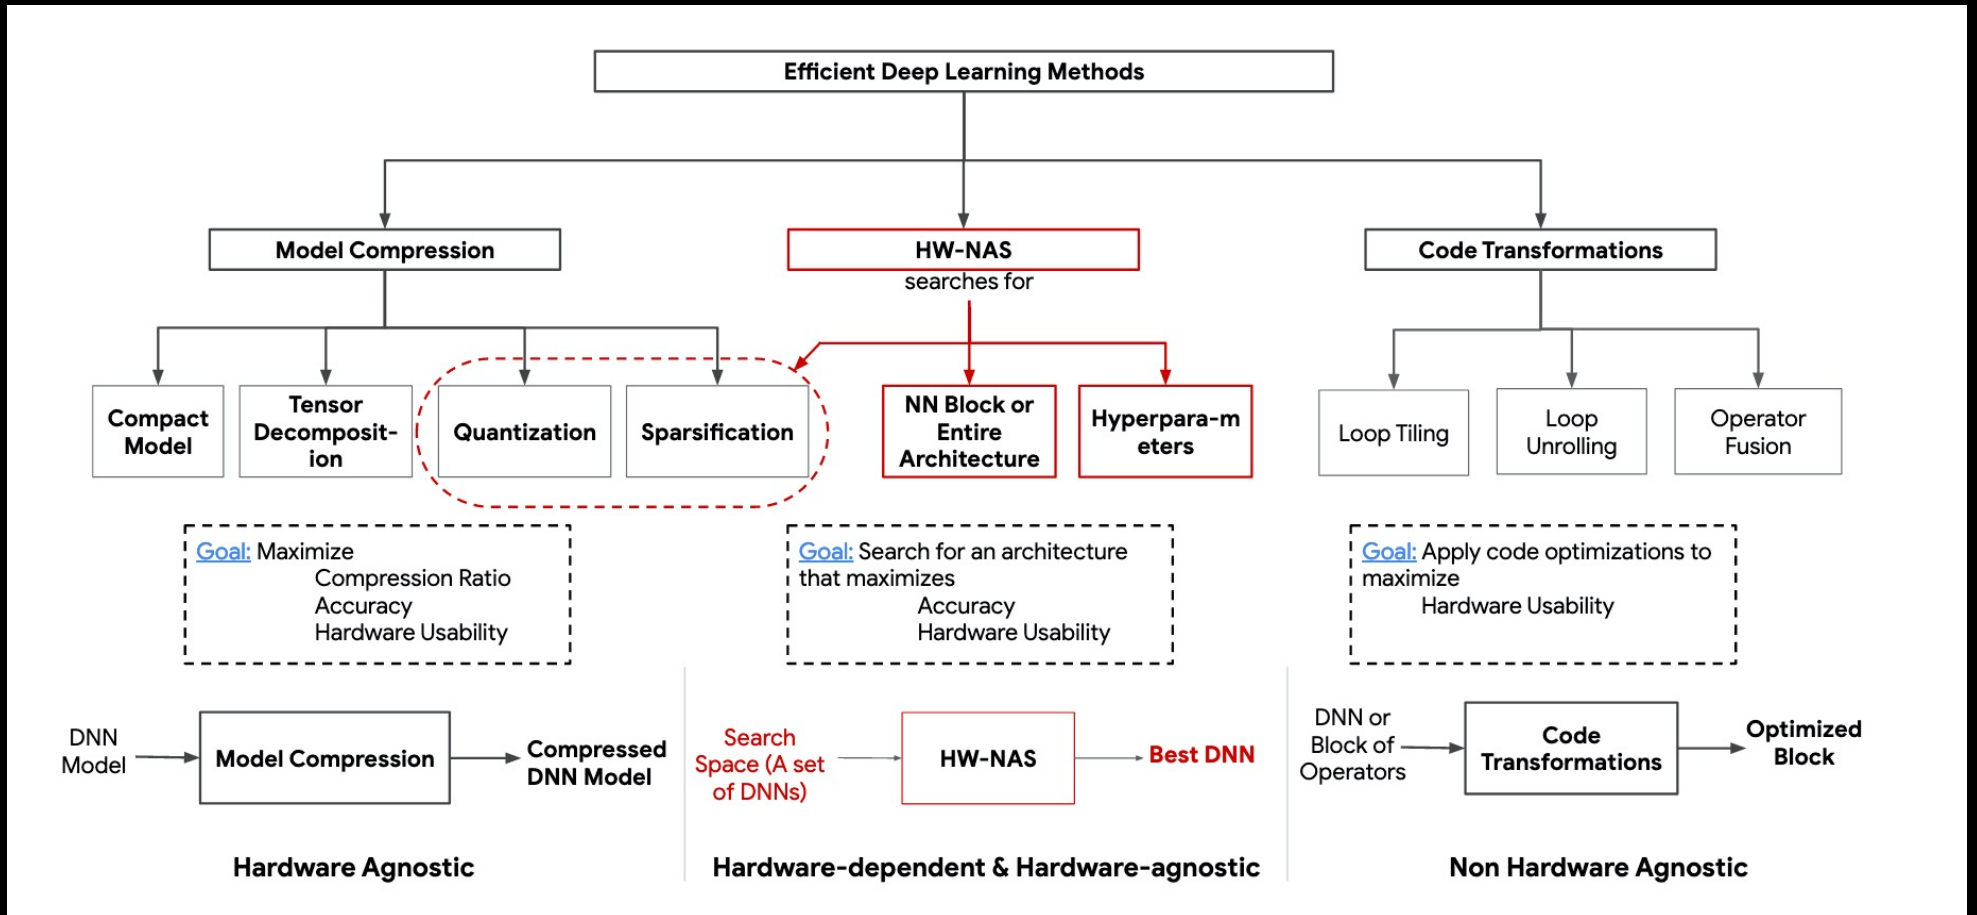 Efficient Deep Learning Methods
Model Compression
HW-NAS
searches for
Code Transformations
Compact
Model
Tensor
Decomposit-
ion
Quantization
Sparsification
NN Block or
Entire
Architecture
Hyperpara-m
eters
Loop Tiling
Loop
Unrolling
Operator
Fusion
Goal: Maximize
Compression Ratio
Accuracy
Hardware Usability
Goal: Search for an architecture
that maximizes
Accuracy
Hardware Usability
Goal: Apply code optimizations to
maximize
Hardware Usability
DNN
Model
Model Compression
Compressed
DNN Model
Search
Space (A set
of DNNs)
HW-NAS
Best DNN
DNN or
Block of
Operators
Code
Transformations
Optimized
Block
Hardware Agnostic
Hardware-dependent & Hardware-agnostic
Non Hardware Agnostic